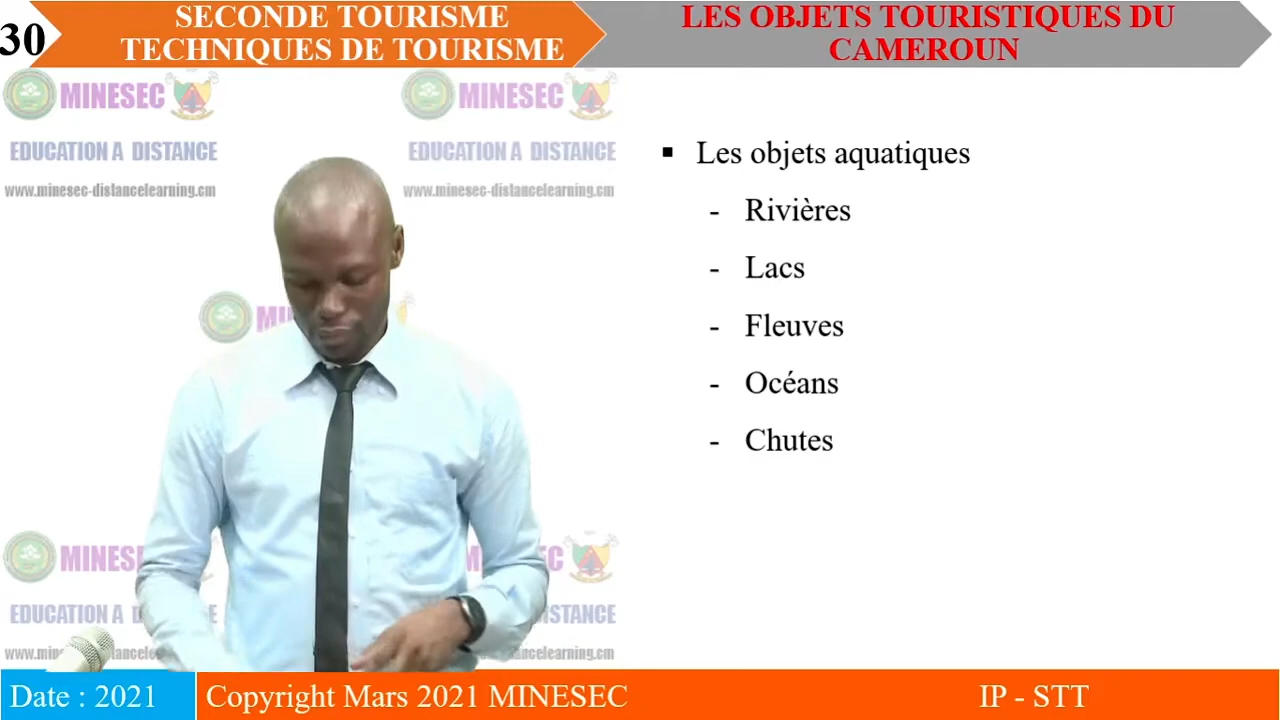 30
SECONDE TOURISME
TECHNIQUES DE TOURISME
LES OBJETS TOURISTIQUES DU
CAMEROUN
MINESEC
EDUCATION A DISTANCE
www.minesec-distancelearning.cm
MINESEC
EDUCATION A DISTANCE
www.minesec-distancelearning.cm
▪ Les objets aquatiques
- Rivières
- Lacs
- Fleuves
- Océans
- Chutes
Date : 2021
Copyright Mars 2021 MINESEC
IP - STT